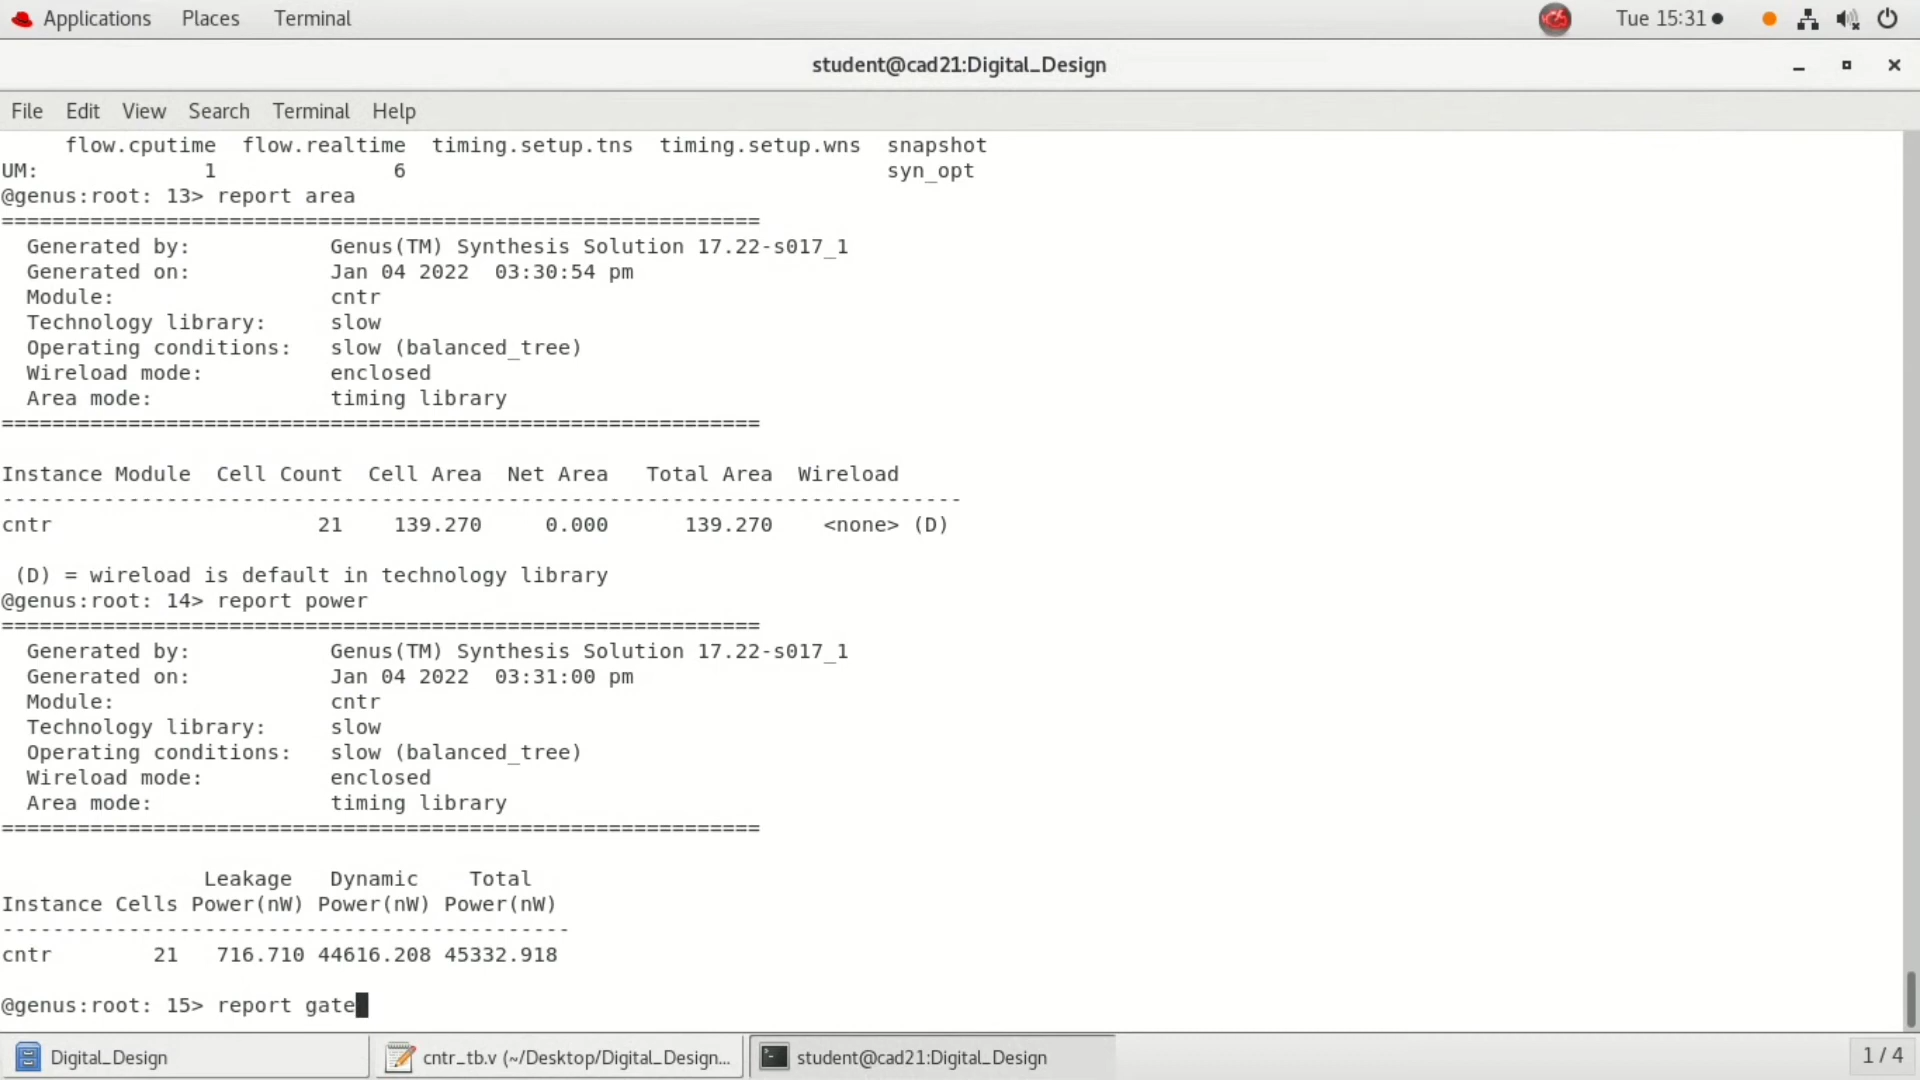 Applications Places Terminal Tue 15:31
student@cad21:Digital_Design
File Edit View Search Terminal Help
flow.cputime flow.realtime timing.setup.tns timing.setup.wns snapshot
UM: 1 6 syn_opt
@genus:root: 13> report area
============================================================
Generated by: Genus(TM) Synthesis Solution 17.22-s017_1
Generated on: Jan 04 2022 03:30:54 pm
Module: cntr
Technology library: slow
Operating conditions: slow (balanced_tree)
Wireload mode: enclosed
Area mode: timing library
============================================================
Instance Module Cell Count Cell Area Net Area Total Area Wireload
----------------------------------------------------------------------------
cntr 21 139.270 0.000 139.270 <none> (D)
(D) = wireload is default in technology library
@genus:root: 14> report power
============================================================
Generated by: Genus(TM) Synthesis Solution 17.22-s017_1
Generated on: Jan 04 2022 03:31:00 pm
Module: cntr
Technology library: slow
Operating conditions: slow (balanced_tree)
Wireload mode: enclosed
Area mode: timing library
============================================================
Leakage Dynamic Total
Instance Cells Power(nW) Power(nW) Power(nW)
---------------------------------------------
cntr 21 716.710 44616.208 45332.918
@genus:root: 15> report gate
Digital_Design cntr_tb.v (~/Desktop/Digital_Design... student@cad21:Digital_Design 1 / 4